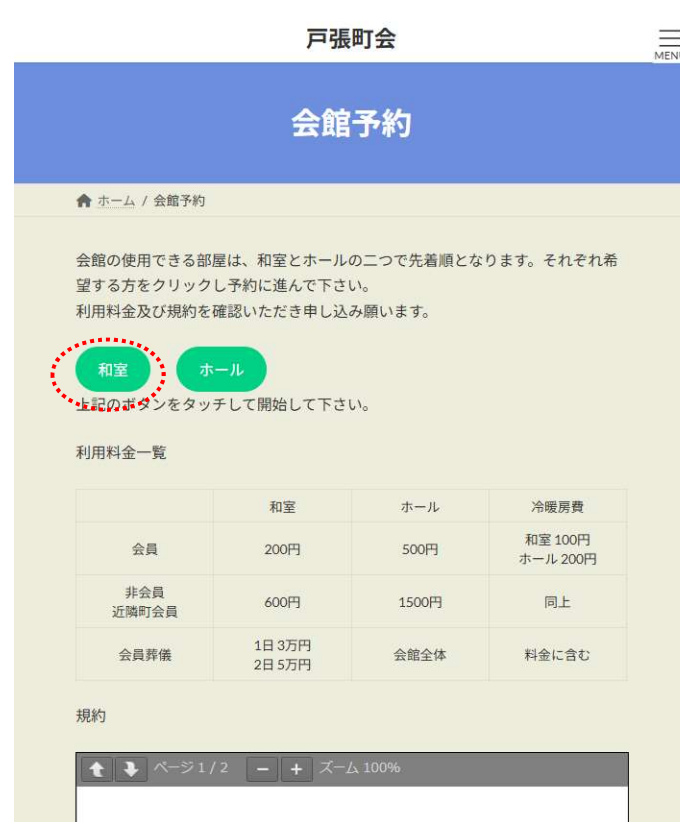 戸張町会
MENU
会館予約
ホーム / 会館予約
会館の使用できる部屋は、和室とホールの二つで先着順となります。それぞれ希
望する方をクリックし予約に進んで下さい。
利用料金及び規約を確認いただき申し込み願います。
和室 ホール
上記のボタンをタッチして開始して下さい。
利用料金一覧
和室 ホール 冷暖房費
会員 200円 500円 和室 100円
ホール 200円
非会員
近隣町会員 600円 1500円 同上
会員葬儀 1日 3万円
2日 5万円 会館全体 料金に含む
規約
ページ 1 / 2 ズーム 100%